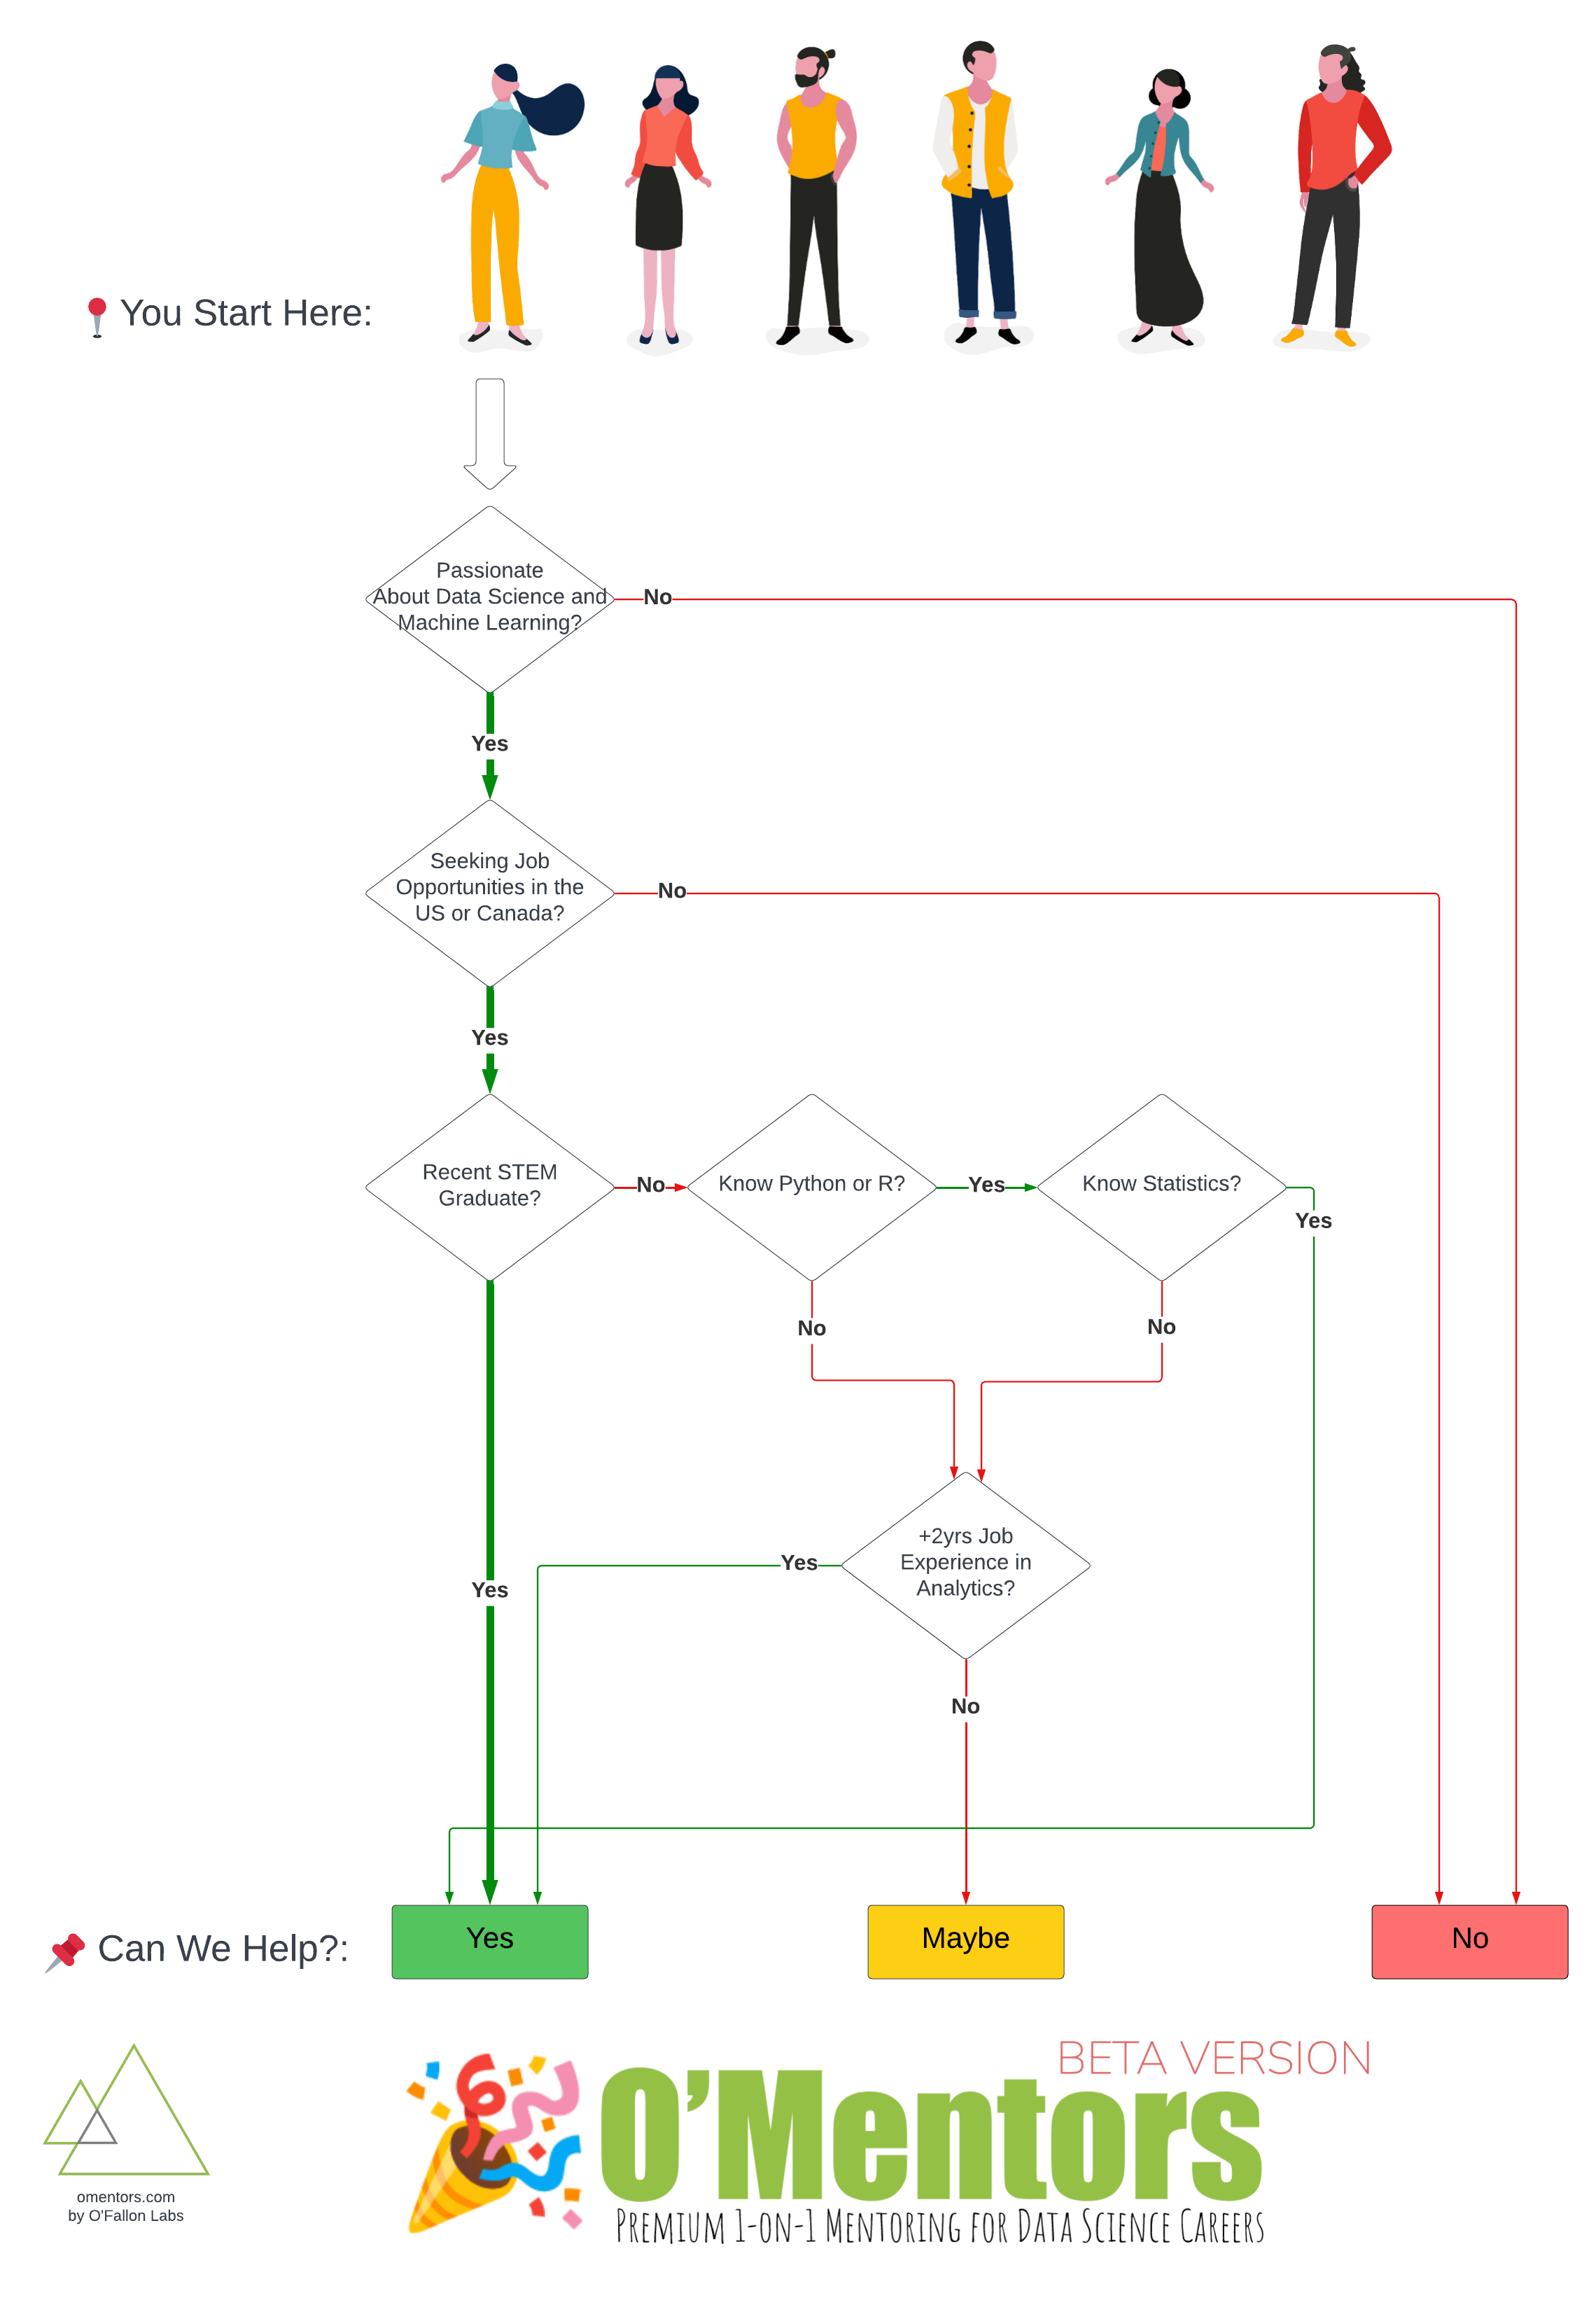 You Start Here:
Passionate
About Data Science and
Machine Learning?
No
Yes
Seeking Job
Opportunities in the
US or Canada?
No
Yes
Recent STEM
Graduate?
No
Know Python or R?
Yes
Know Statistics?
Yes
No
No
+2yrs Job
Experience in
Analytics?
Yes
Yes
No
Can We Help?:
Yes
Maybe
No
BETA VERSION
O'Mentors
PREMIUM 1-ON-1 MENTORING FOR DATA SCIENCE CAREERS
omentors.com
by O'Fallon Labs